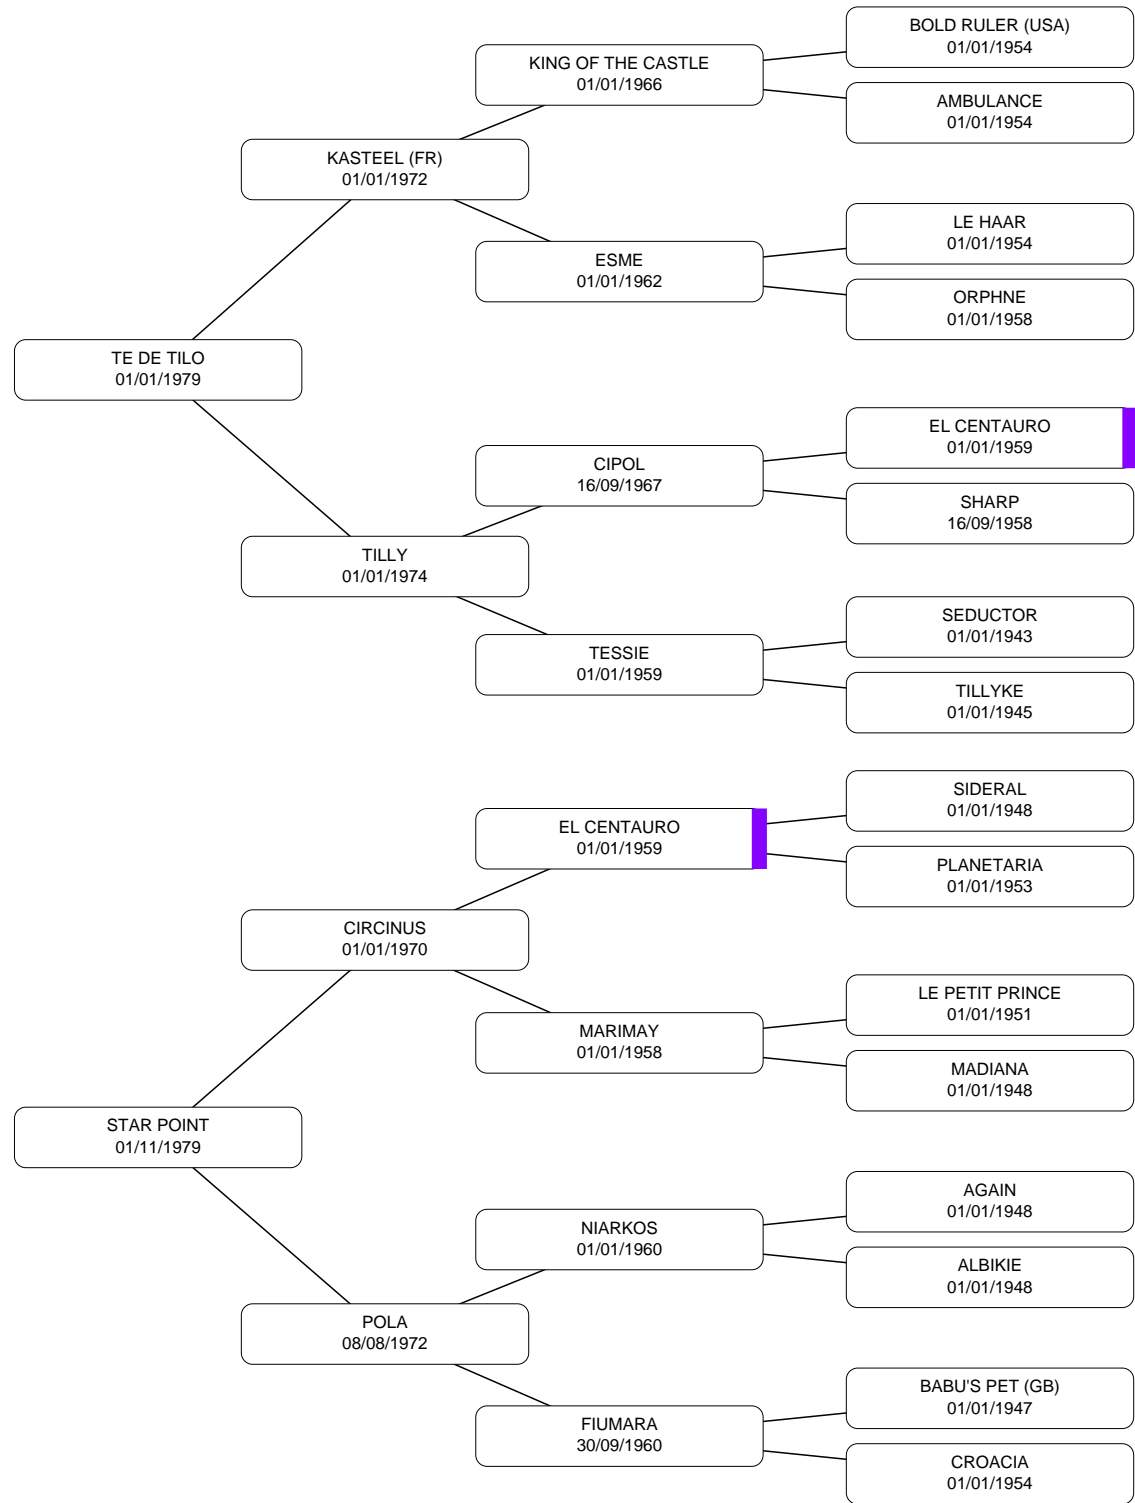 BOLD RULER (USA)
01/01/1954
KING OF THE CASTLE
01/01/1966
AMBULANCE
01/01/1954
KASTEEL (FR)
01/01/1972
LE HAAR
01/01/1954
ESME
01/01/1962
ORPHNE
01/01/1958
TE DE TILO
01/01/1979
EL CENTAURO
01/01/1959
CIPOL
16/09/1967
SHARP
16/09/1958
TILLY
01/01/1974
SEDUCTOR
01/01/1943
TESSIE
01/01/1959
TILLYKE
01/01/1945
SIDERAL
01/01/1948
EL CENTAURO
01/01/1959
PLANETARIA
01/01/1953
CIRCINUS
01/01/1970
LE PETIT PRINCE
01/01/1951
MARIMAY
01/01/1958
MADIANA
01/01/1948
STAR POINT
01/11/1979
AGAIN
01/01/1948
NIARKOS
01/01/1960
ALBIKIE
01/01/1948
POLA
08/08/1972
BABU'S PET (GB)
01/01/1947
FIUMARA
30/09/1960
CROACIA
01/01/1954